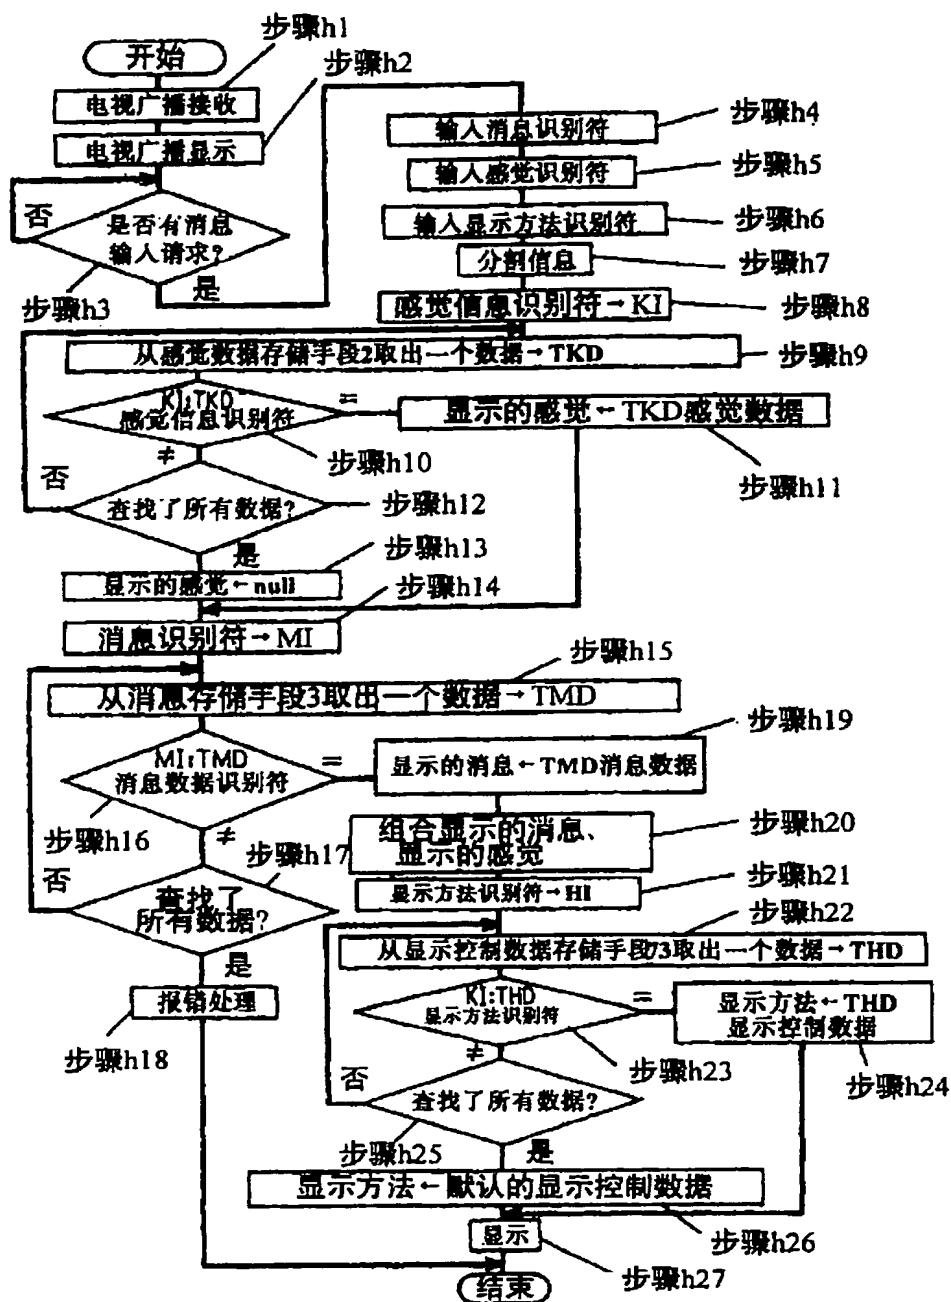 开始
步骤h1
电视广播接收
步骤h2
电视广播显示
否
是否有消息
输入请求?
是
步骤h3
输入消息识别符
步骤h4
输入感觉识别符
步骤h5
输入显示方法识别符
步骤h6
分割信息
步骤h7
感觉信息识别符→KI
步骤h8
从感觉数据存储手段2取出一个数据→TKD
步骤h9
KI:TKD
感觉信息识别符
=
≠
步骤h10
显示的感觉←TKD感觉数据
步骤h11
否
查找了所有数据?
步骤h12
是
步骤h13
显示的感觉←null
步骤h14
消息识别符→MI
步骤h15
从消息存储手段3取出一个数据→TMD
MI:TMD
消息数据识别符
=
≠
步骤h16
步骤h19
显示的消息←TMD消息数据
步骤h17
否
查找了
所有数据?
是
报错处理
步骤h18
组合显示的消息、
显示的感觉
步骤h20
显示方法识别符→HI
步骤h21
步骤h22
从显示控制数据存储手段73取出一个数据→THD
KI:THD
显示方法识别符
=
≠
步骤h23
显示方法←THD
显示控制数据
步骤h24
否
查找了所有数据?
步骤h25
是
显示方法←默认的显示控制数据
步骤h26
显示
步骤h27
结束